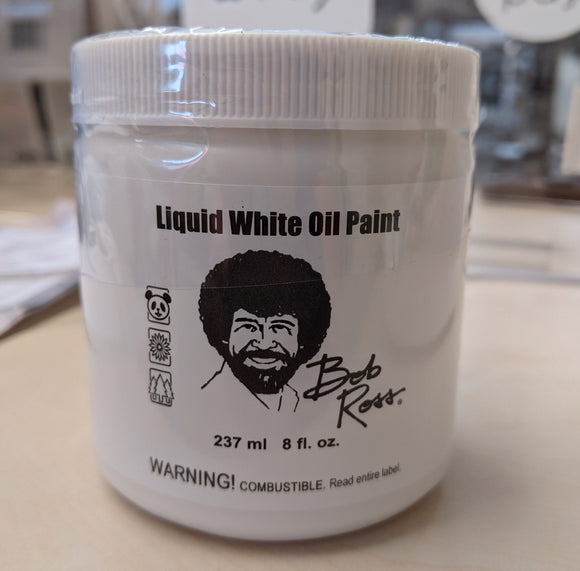 Liquid White Oil Paint
Bob
Ross.
237 ml 8 fl. oz.
WARNING! COMBUSTIBLE. Read entire label.